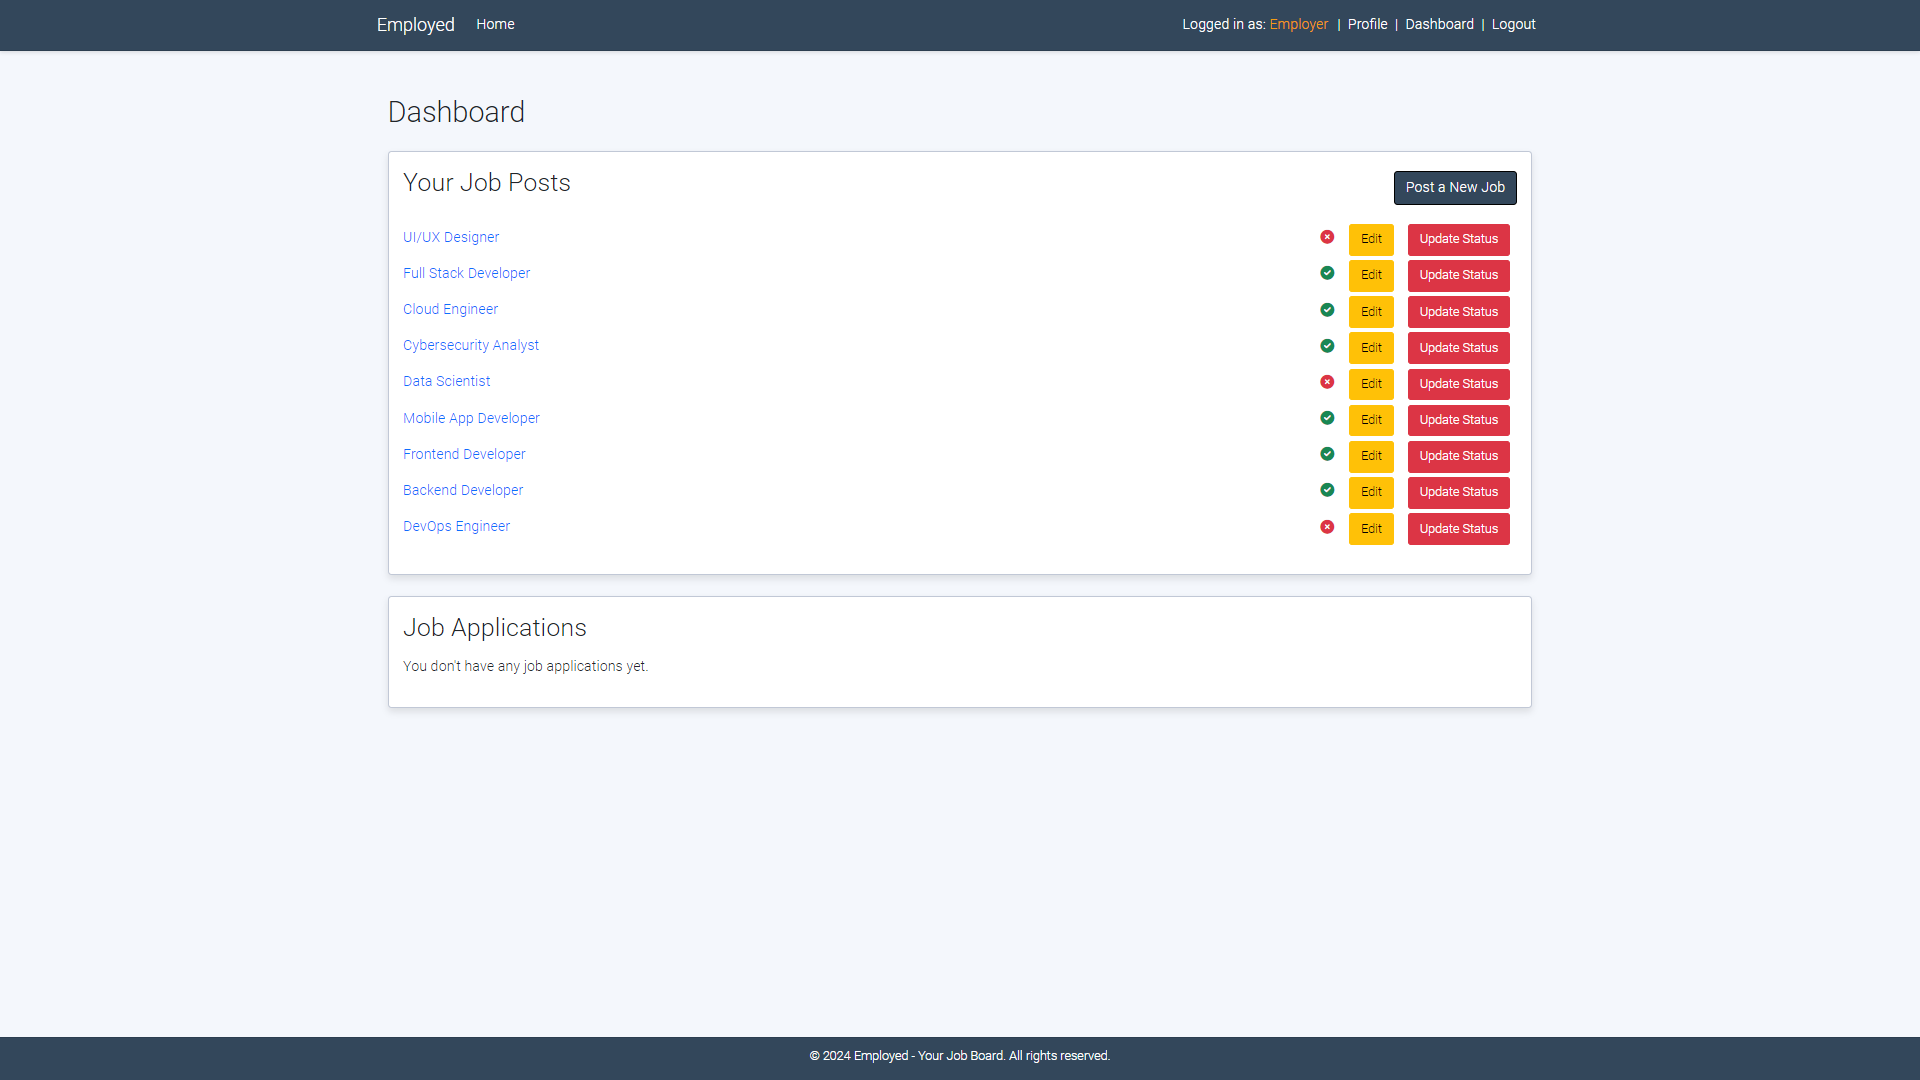 Employed Home Logged in as: Employer | Profile | Dashboard | Logout
Dashboard
Your Job Posts Post a New Job
UI/UX Designer Edit Update Status
Full Stack Developer Edit Update Status
Cloud Engineer Edit Update Status
Cybersecurity Analyst Edit Update Status
Data Scientist Edit Update Status
Mobile App Developer Edit Update Status
Frontend Developer Edit Update Status
Backend Developer Edit Update Status
DevOps Engineer Edit Update Status
Job Applications
You don't have any job applications yet.
© 2024 Employed - Your Job Board. All rights reserved.